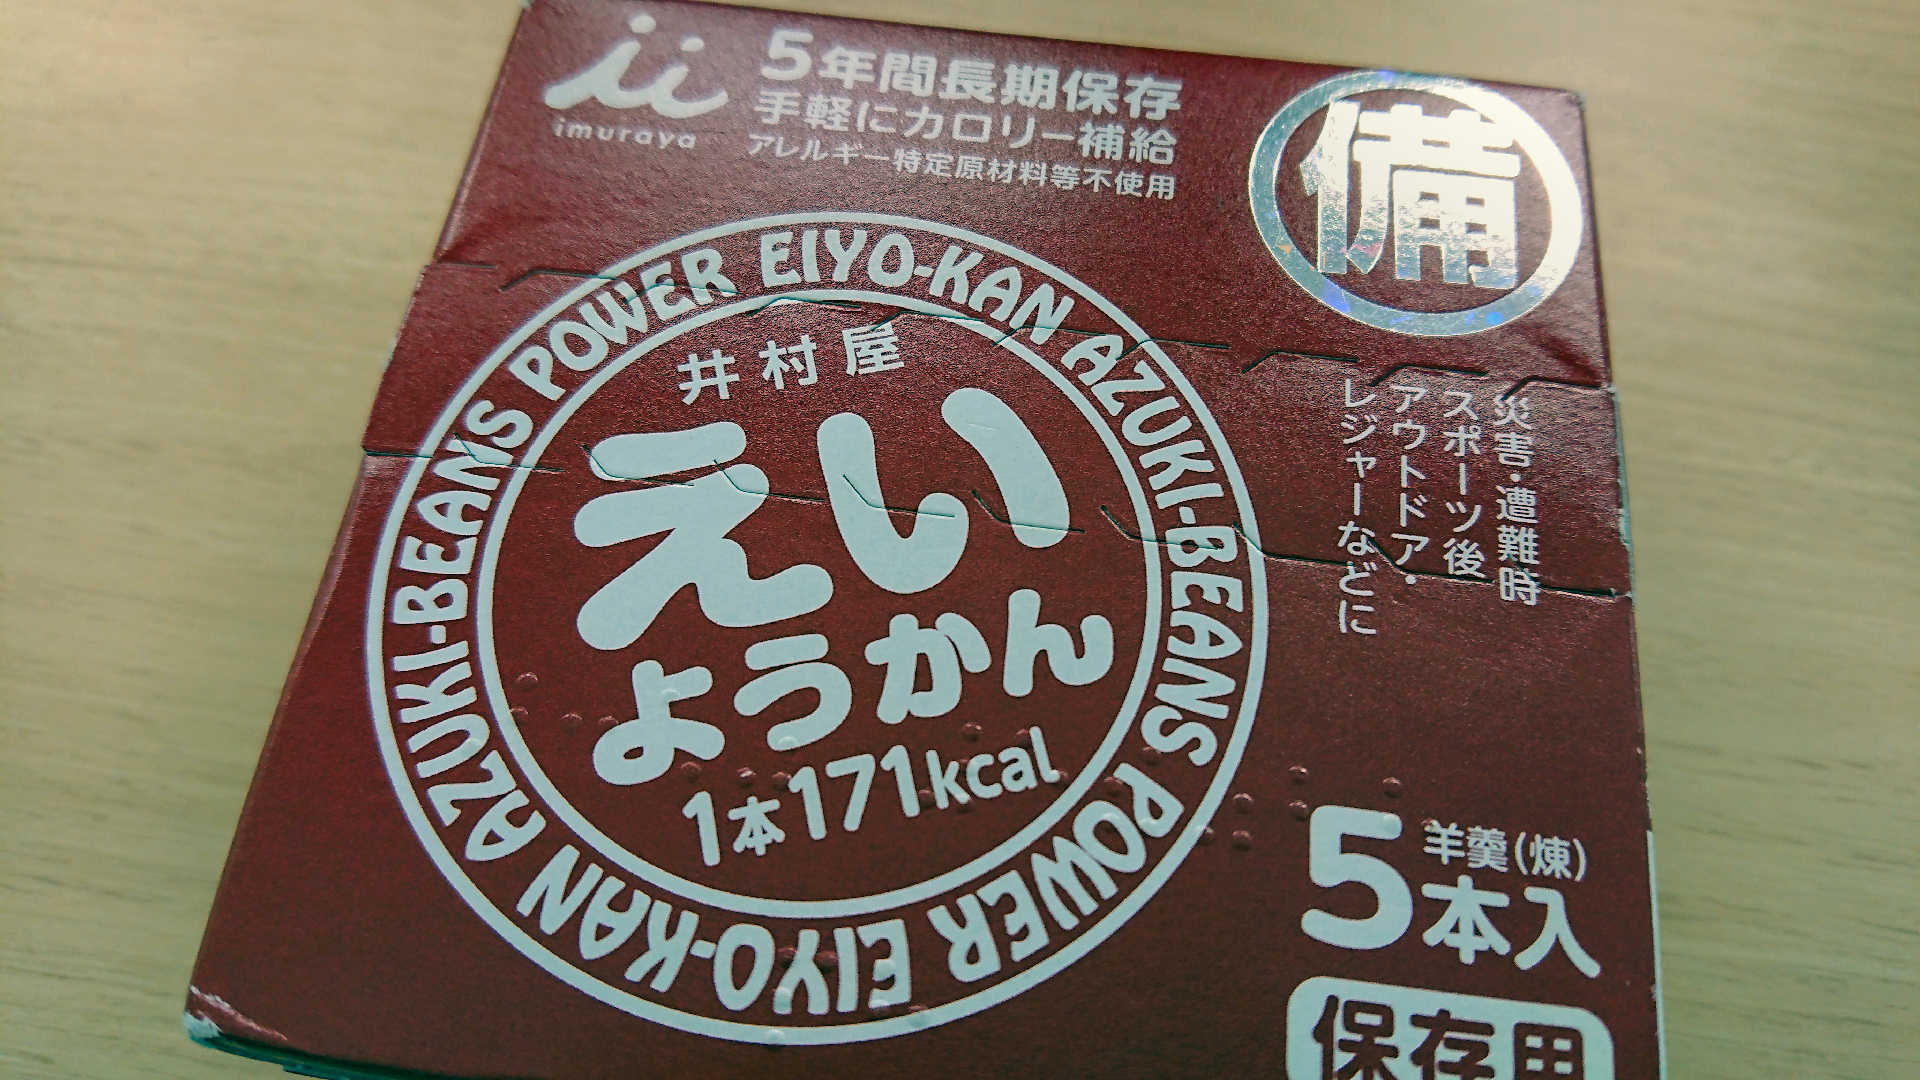 imuraya
5年間長期保存
手軽にカロリー補給
アレルギー特定原材料等不使用
備
災害・遭難時
スポーツ後
アウトドア・
レジャーなどに
POWER EIYO-KAN AZUKI-BEANS POWER EIYO-KAN AZUKI-BEANS
井村屋
えい
ようかん
1本171kcal
羊羹(煉)
5本入
保存用